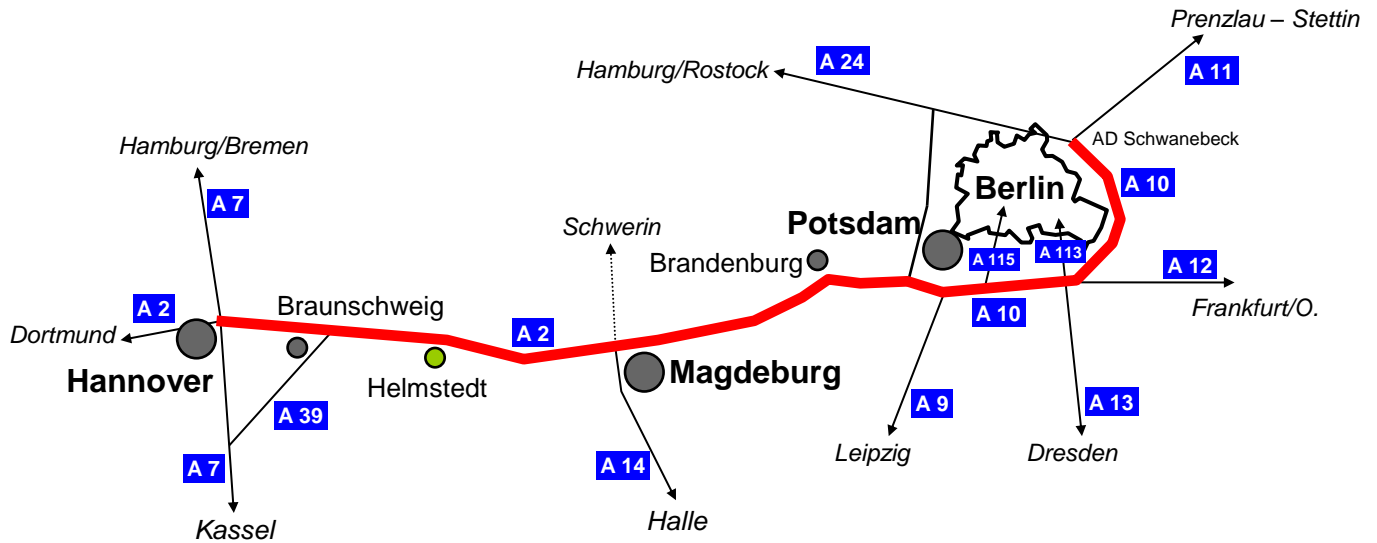 Prenzlau – Stettin
A 24
Hamburg/Rostock
A 11
AD Schwanebeck
Hamburg/Bremen
A 10
Berlin
A 7
Potsdam
Schwerin
A 113
A 115
Brandenburg
A 12
Frankfurt/O.
A 2
Braunschweig
A 10
Dortmund
A 2
Hannover
Helmstedt
Magdeburg
A 39
A 9
A 13
Leipzig
Dresden
A 7
A 14
Halle
Kassel